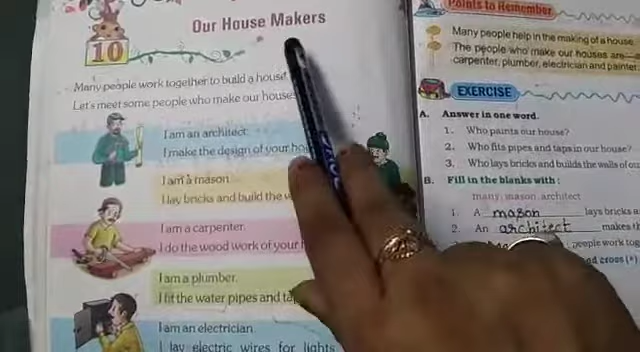 Our House Makers
10
Many people work together to build a house.
Let's meet some people who make our houses
I am an architect.
I make the design of your
I am a mason.
I lay bricks and build the
I am a carpenter.
I do the wood work of your
I am a plumber.
I fit the water pipes and
I am an electrician.
I lay electric wires for lights
Points to Remember
Many people help in the making of a house.
The people who make our houses are
carpenter, plumber, electrician and painter.
EXERCISE
A. Answer in one word.
1. Who paints our house?
2. Who fits pipes and taps in our house?
3. Who lays bricks and builds the walls of
B. Fill in the blanks with :
many, mason, architect
1. A mason lays bricks
2. An architect makes
people work
cross (*)